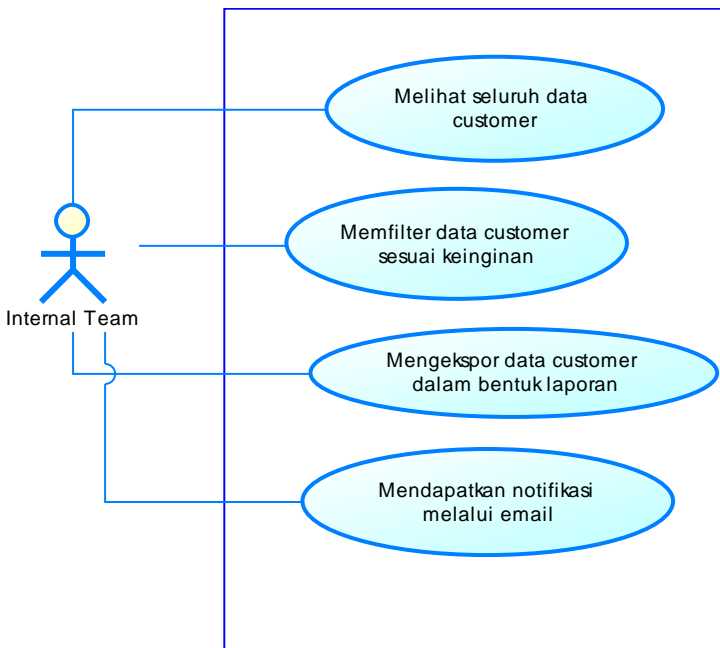 Melihat seluruh data
customer
Memfilter data customer
sesuai keinginan
Internal Team
Mengekspor data customer
dalam bentuk laporan
Mendapatkan notifikasi
melalui email